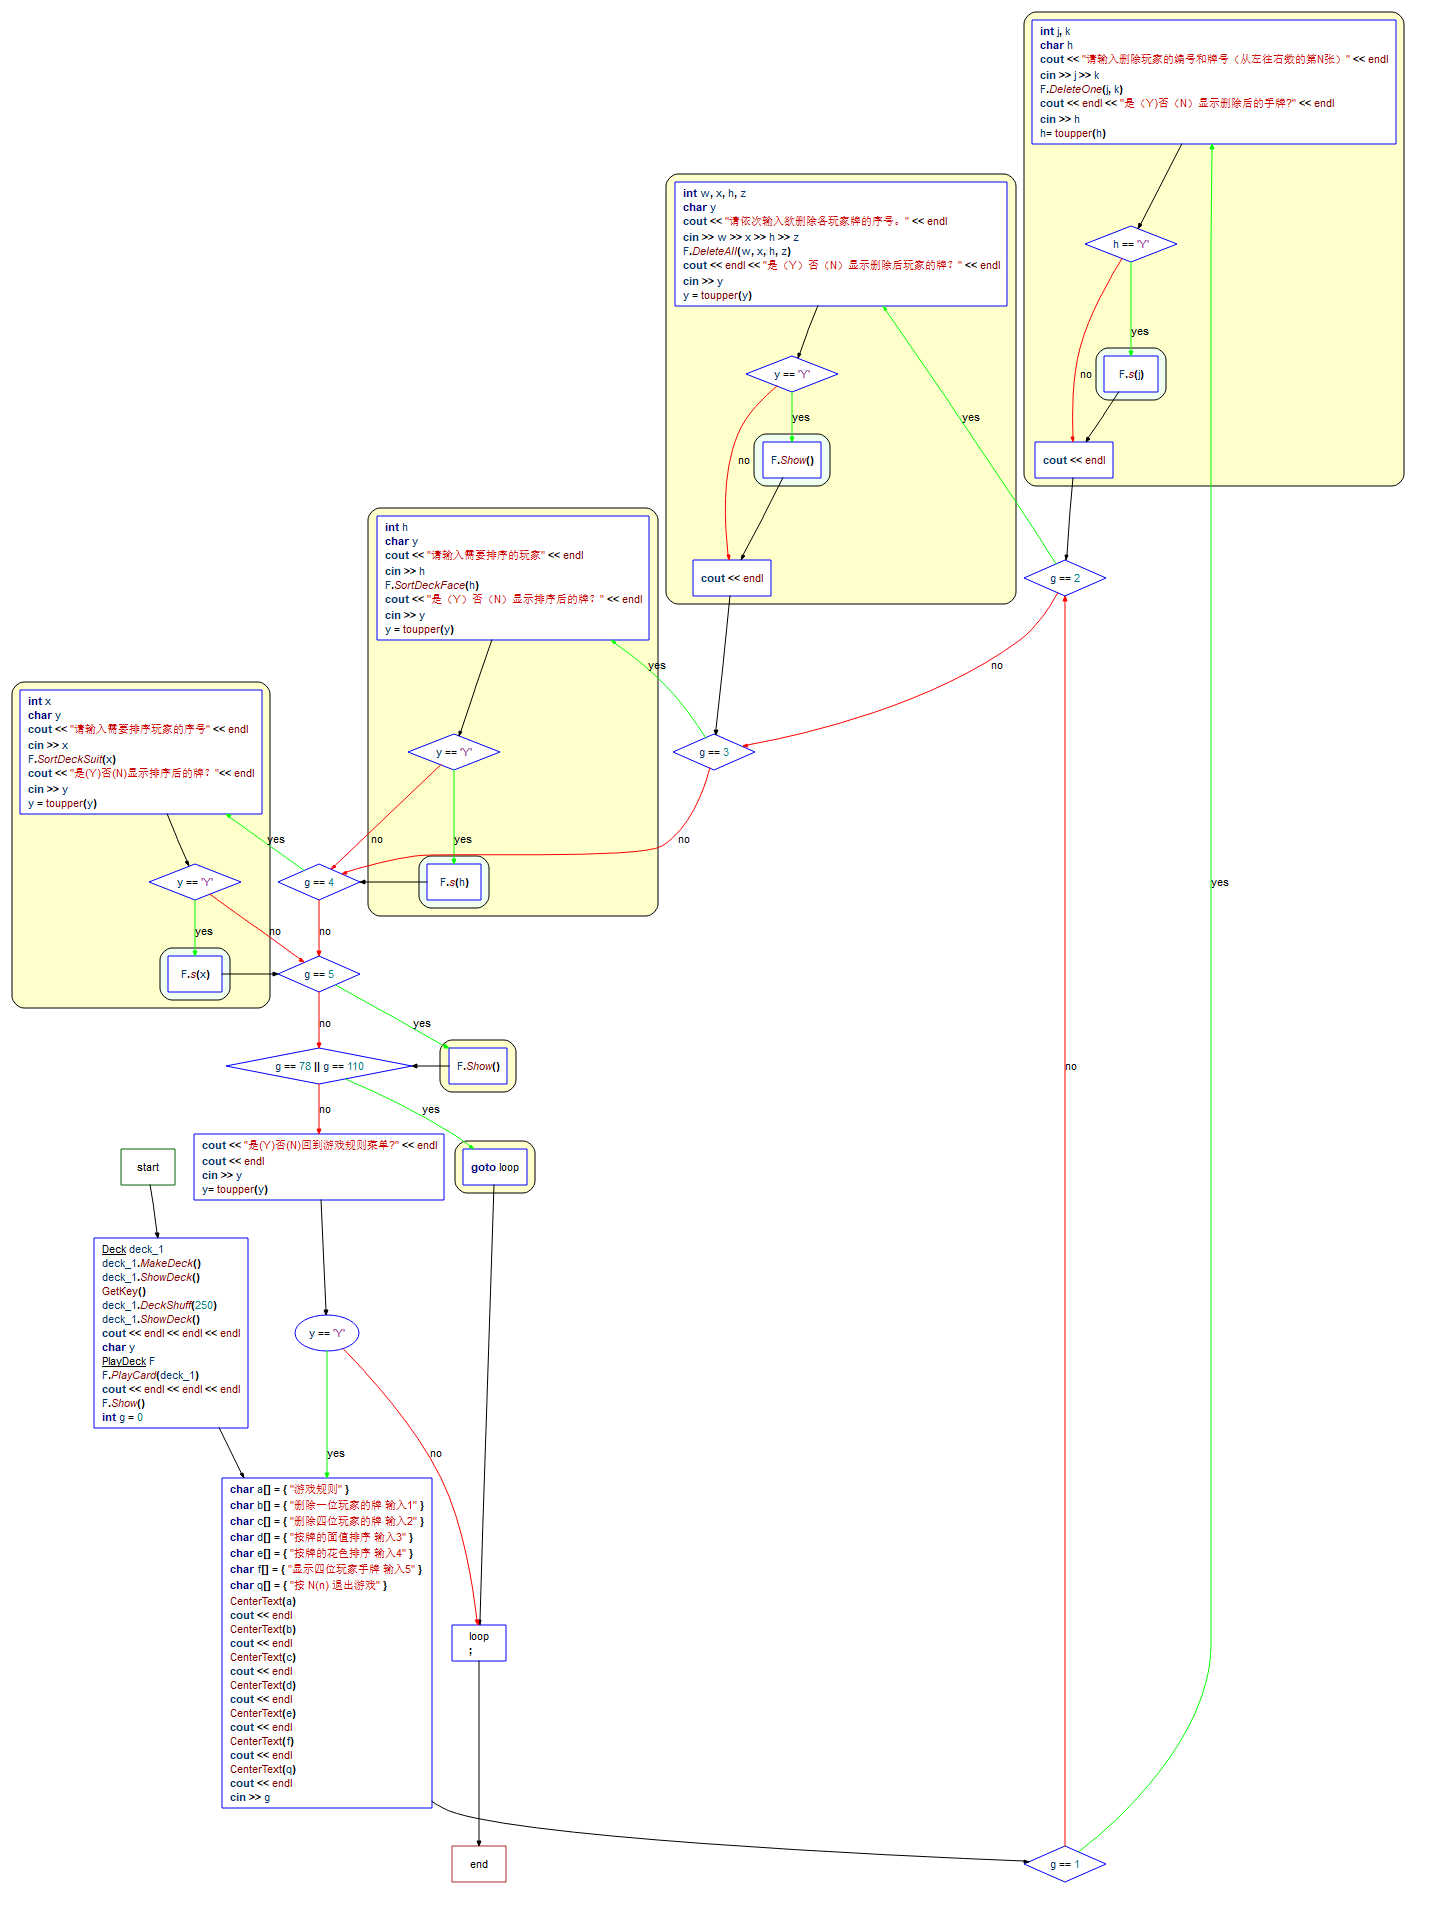 int j, k
char h
cout << "请输入删除玩家的编号和牌号（从左往右数的第N张）" << endl
cin >> j >> k
F.DeleteOne(j, k)
cout << endl << "是（Y)否（N）显示删除后的手牌?" << endl
cin >> h
h= toupper(h)
h == 'Y'
yes
no
F.s(j)
cout << endl
int w, x, h, z
char y
cout << "请依次输入欲删除各玩家牌的序号。" << endl
cin >> w >> x >> h >> z
F.DeleteAll(w, x, h, z)
cout << endl << "是（Y）否（N）显示删除后玩家的牌？" << endl
cin >> y
y = toupper(y)
y == 'Y'
yes
no
F.Show()
cout << endl
yes
g == 2
no
int h
char y
cout << "请输入需要排序的玩家" << endl
cin >> h
F.SortDeckFace(h)
cout << "是（Y）否（N）显示排序后的牌？" << endl
cin >> y
y = toupper(y)
yes
y == 'Y'
g == 3
no
yes
no
F.s(h)
int x
char y
cout << "请输入需要排序玩家的序号" << endl
cin >> x
F.SortDeckSuit(x)
cout << "是(Y)否(N)显示排序后的牌？"<< endl
cin >> y
y = toupper(y)
yes
y == 'Y'
g == 4
yes
no
no
F.s(x)
g == 5
no
yes
g == 78 || g == 110
F.Show()
no
yes
cout << "是(Y)否(N)回到游戏规则菜单?" << endl
cout << endl
cin >> y
y= toupper(y)
goto loop
start
Deck deck_1
deck_1.MakeDeck()
deck_1.ShowDeck()
GetKey()
deck_1.DeckShuff(250)
deck_1.ShowDeck()
cout << endl << endl << endl
char y
PlayDeck F
F.PlayCard(deck_1)
cout << endl << endl << endl
F.Show()
int g = 0
y == 'Y'
yes
no
char a[] = { "游戏规则" }
char b[] = { "删除一位玩家的牌 输入1" }
char c[] = { "删除四位玩家的牌 输入2" }
char d[] = { "按牌的面值排序 输入3" }
char e[] = { "按牌的花色排序 输入4" }
char f[] = { "显示四位玩家手牌 输入5" }
char q[] = { "按 N(n) 退出游戏" }
CenterText(a)
cout << endl
CenterText(b)
cout << endl
CenterText(c)
cout << endl
CenterText(d)
cout << endl
CenterText(e)
cout << endl
CenterText(f)
cout << endl
CenterText(q)
cout << endl
cin >> g
loop
;
end
yes
no
g == 1